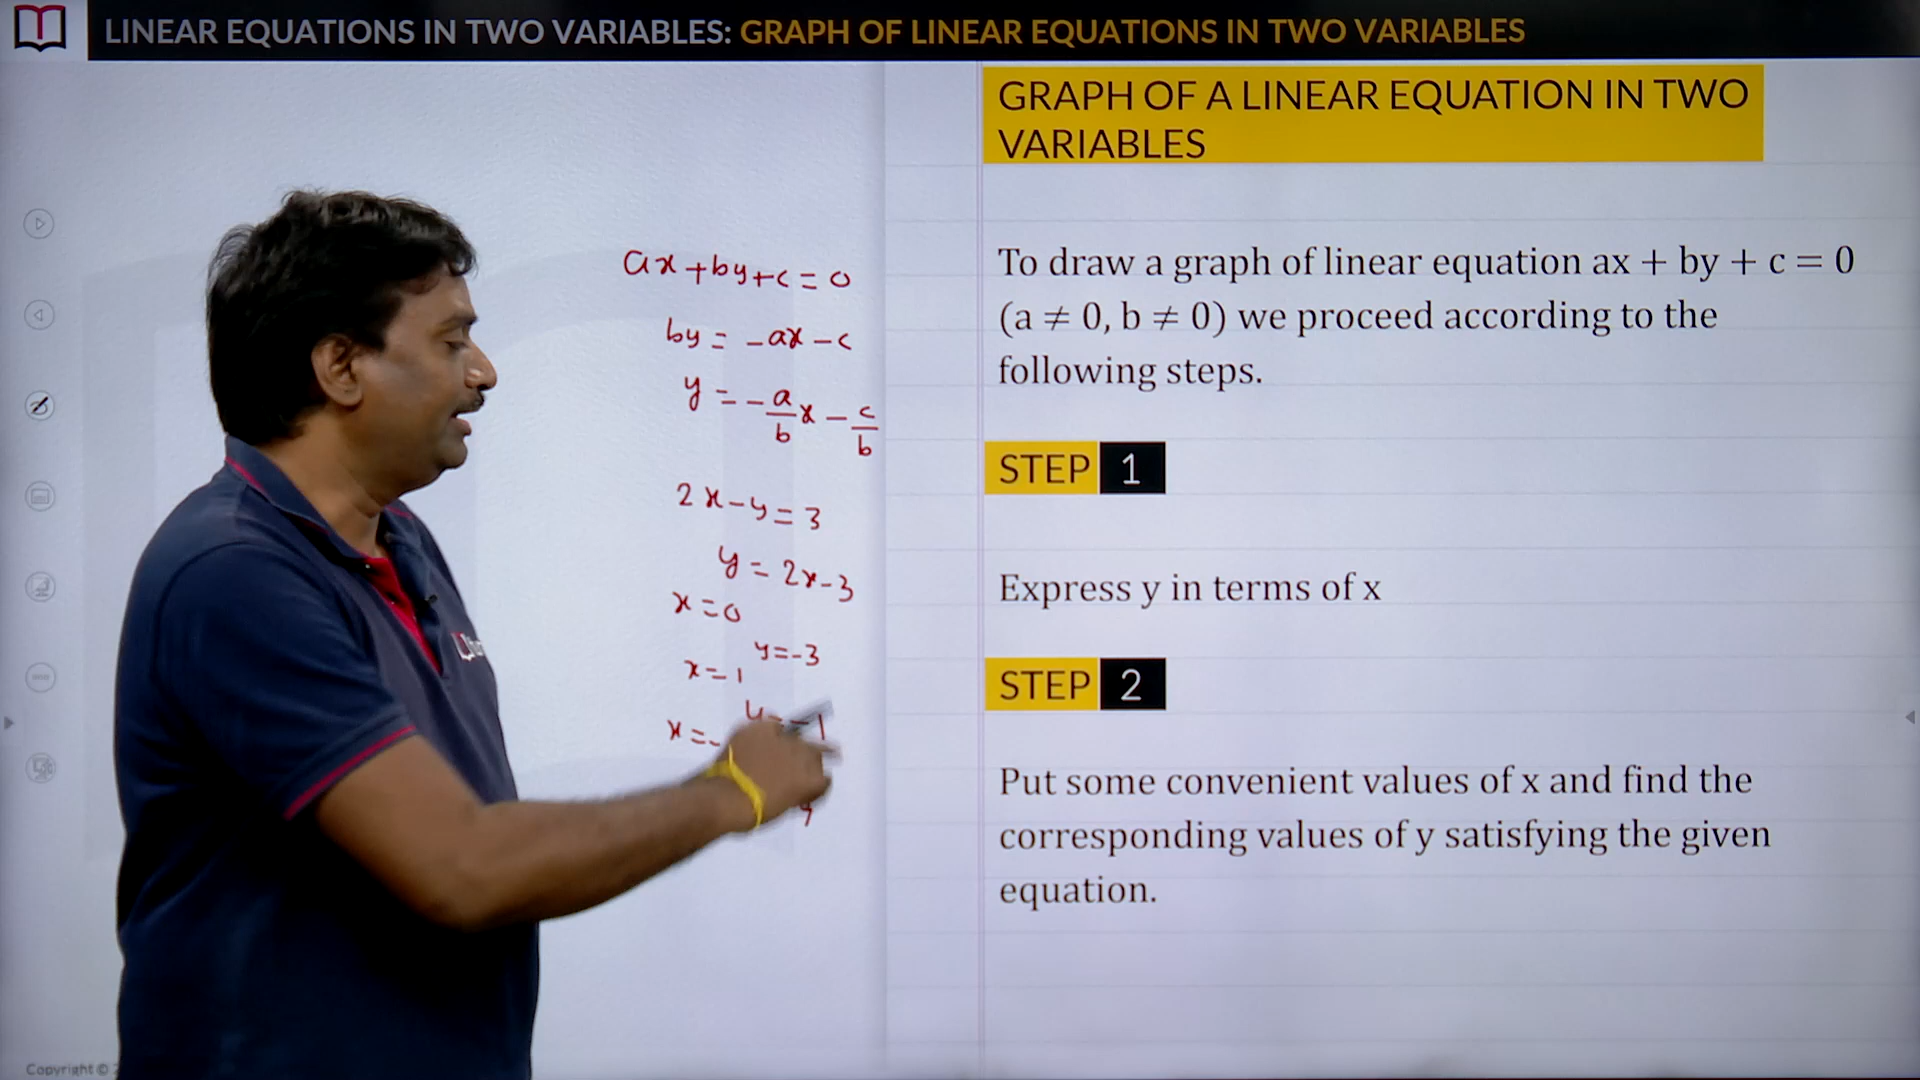 LINEAR EQUATIONS IN TWO VARIABLES: GRAPH OF LINEAR EQUATIONS IN TWO VARIABLES
ax+by+c=0
by=-ax-c
y=-a/b x-c/b
2x-y=3
y=2x-3
x=0
y=-3
x=1
y=-1
x=-
GRAPH OF A LINEAR EQUATION IN TWO
VARIABLES
To draw a graph of linear equation ax + by + c = 0
(a ≠ 0, b ≠ 0) we proceed according to the
following steps.
STEP 1
Express y in terms of x
STEP 2
Put some convenient values of x and find the
corresponding values of y satisfying the given
equation.
Copyright ©